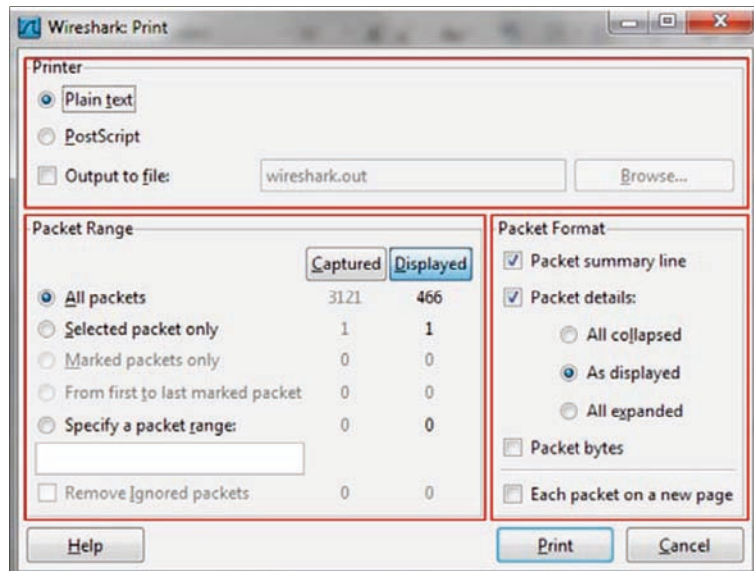 Wireshark: Print
Printer
Plain text
PostScript
Output to file: wireshark.out Browse...
Packet Range
Captured Displayed
All packets 3121 466
Selected packet only 1 1
Marked packets only 0 0
From first to last marked packet 0 0
Specify a packet range: 0 0
Remove Ignored packets 0 0
Packet Format
Packet summary line
Packet details:
All collapsed
As displayed
All expanded
Packet bytes
Each packet on a new page
Help Print Cancel